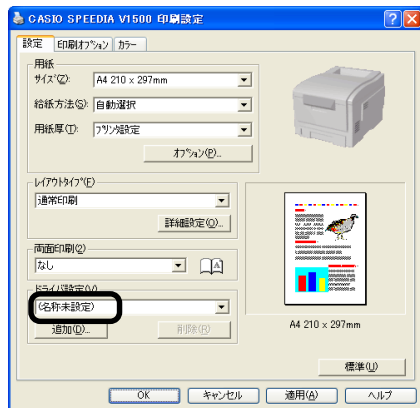 CASIO SPEEDIA V1500 印刷設定
設定 印刷オプション カラー
用紙
サイズ(Z): A4 210 x 297mm
給紙方法(S): 自動選択
用紙厚(T): プリンタ設定
オプション(P)...
レイアウトタイプ(E)
通常印刷
詳細設定(O)...
両面印刷(2)
なし
ドライバ設定(V)
(名称未設定)
追加(D)... 削除(R)
A4 210 x 297mm
標準(U)
OK キャンセル 適用(A) ヘルプ